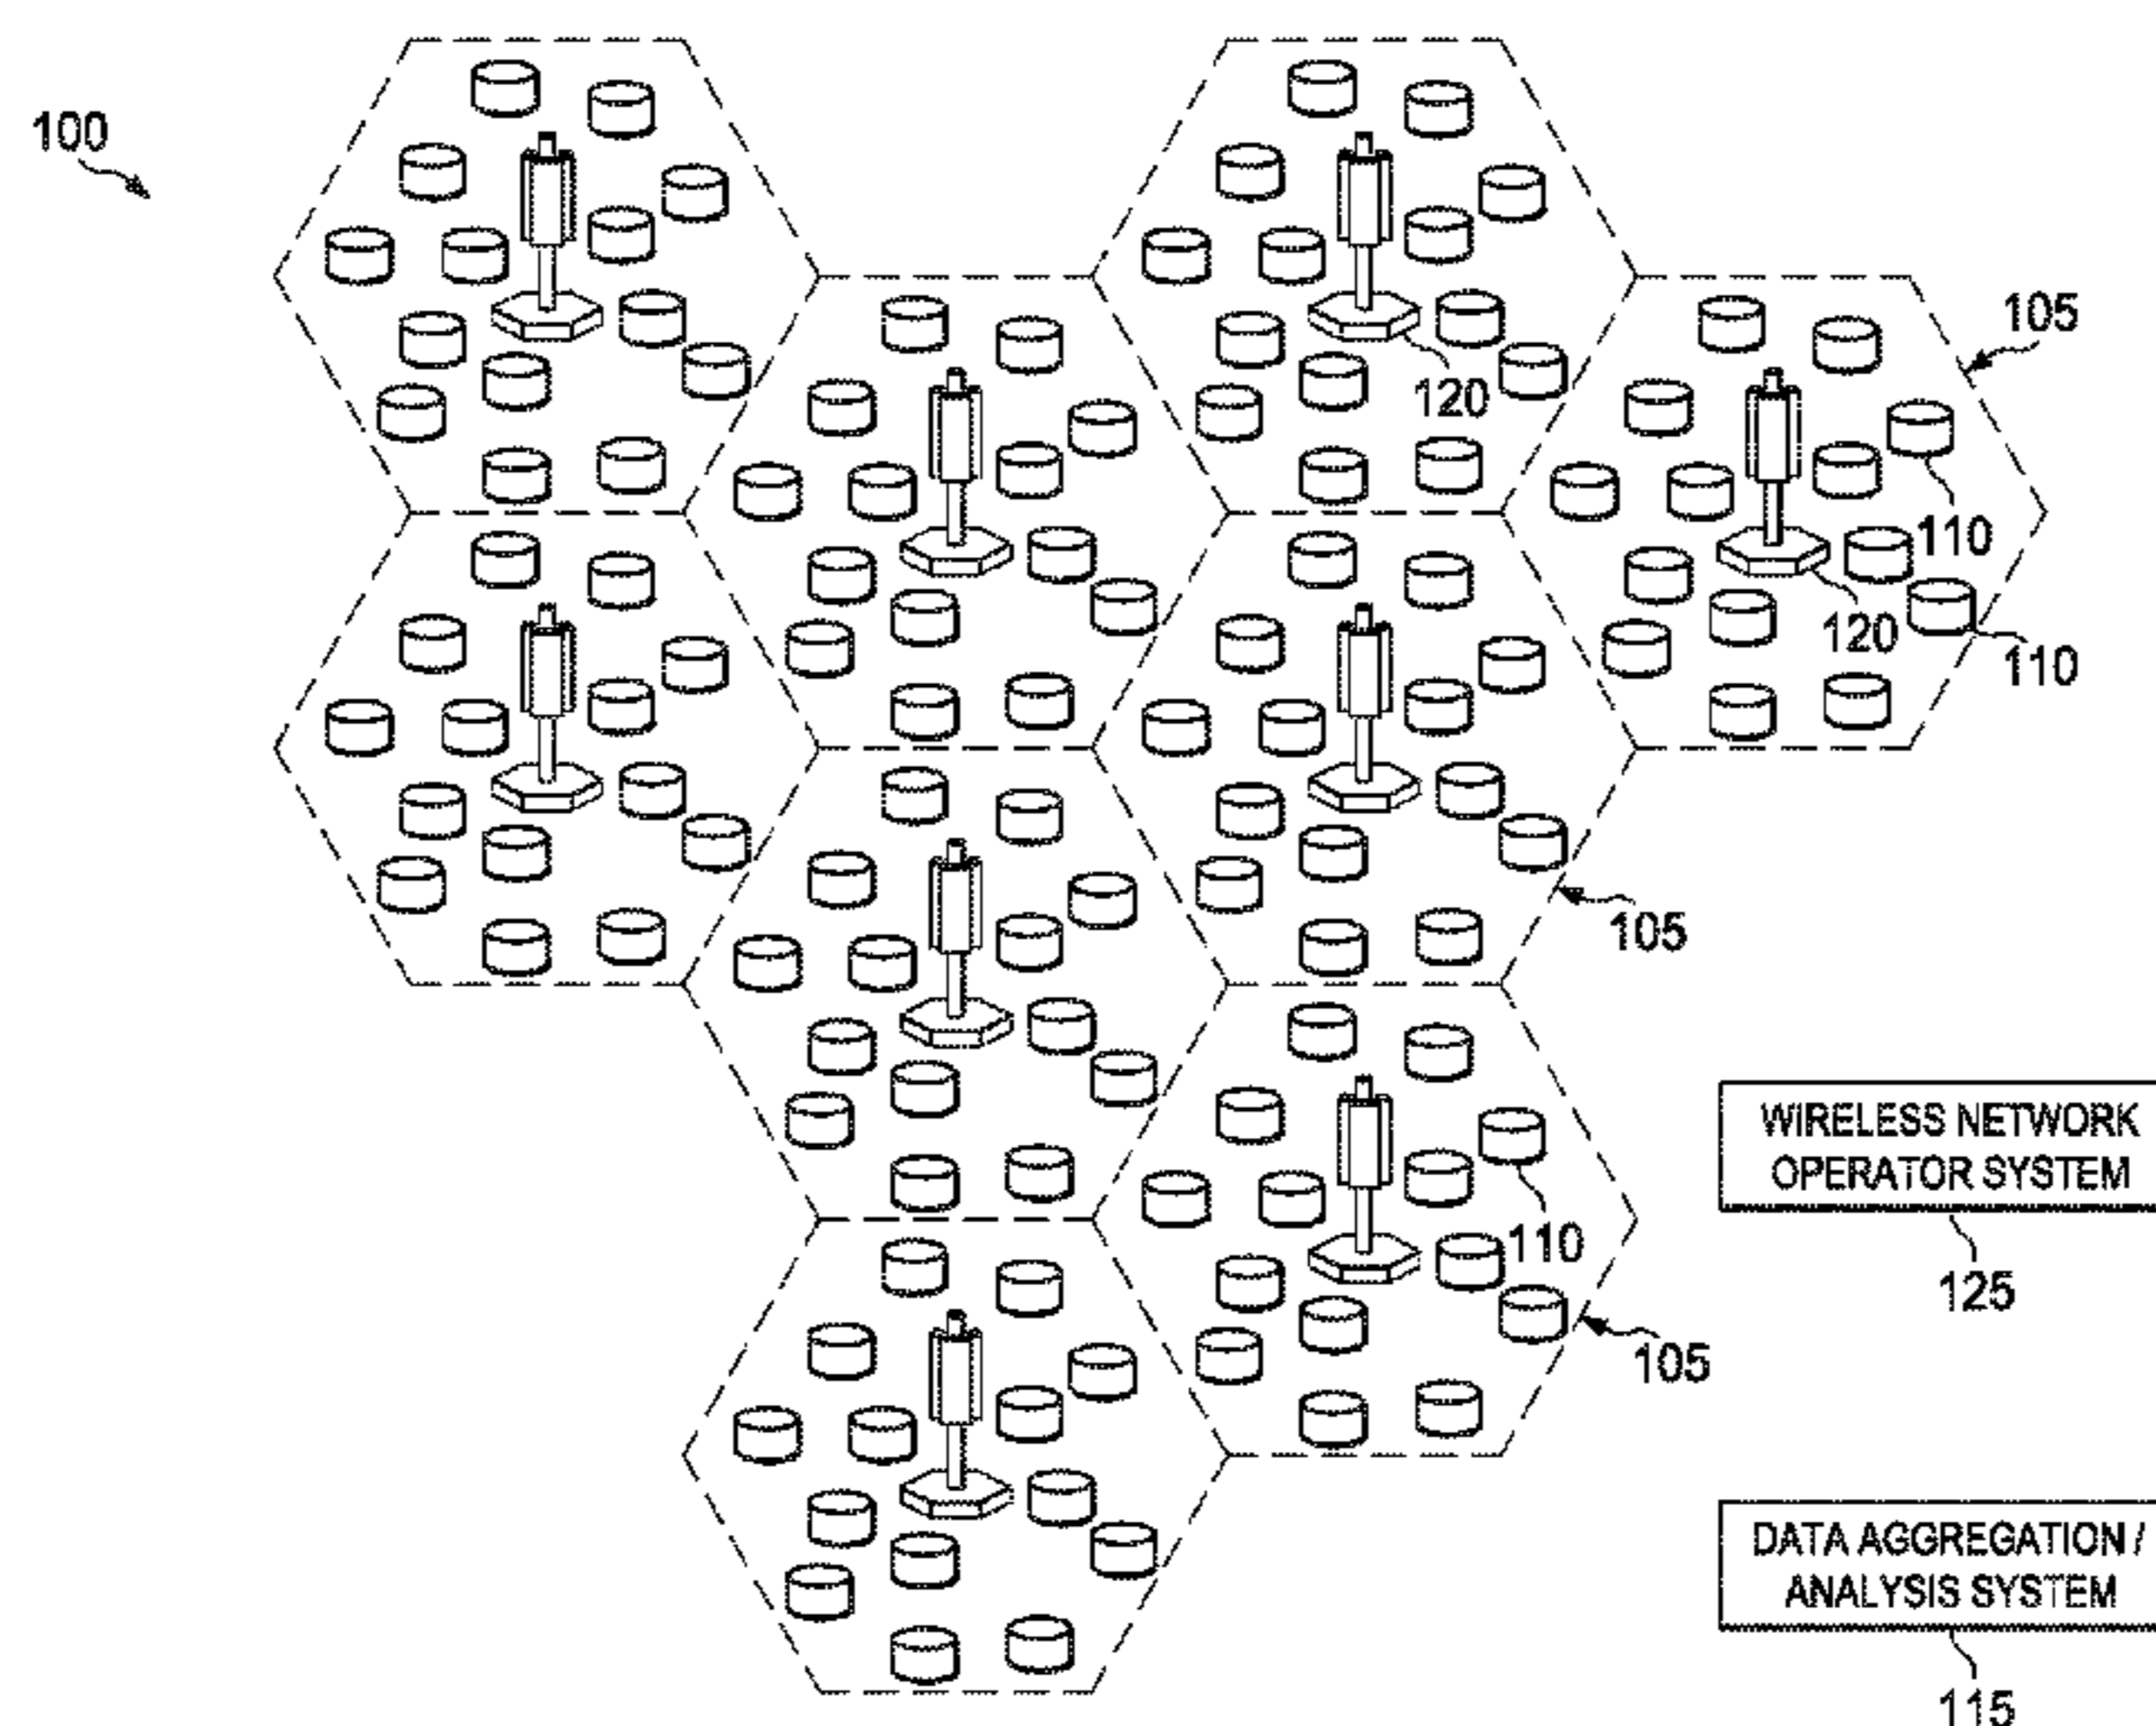 100
105
120
110
120
110
105
WIRELESS NETWORK
OPERATOR SYSTEM
110
125
105
DATA AGGREGATION /
ANALYSIS SYSTEM
115